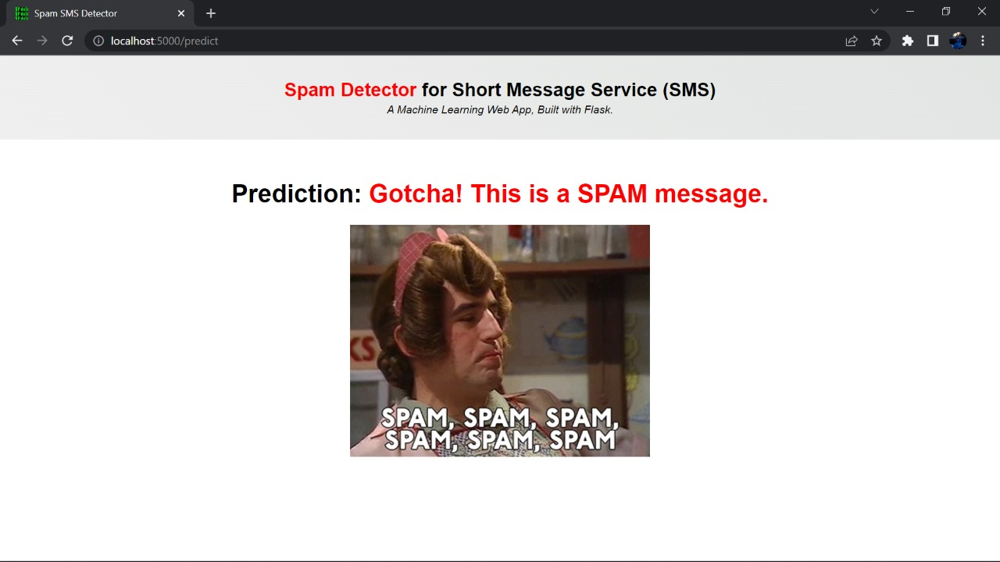 Spam SMS Detector
localhost:5000/predict
Spam Detector for Short Message Service (SMS)
A Machine Learning Web App, Built with Flask.
Prediction: Gotcha! This is a SPAM message.
KS
SPAM, SPAM, SPAM,
SPAM, SPAM, SPAM